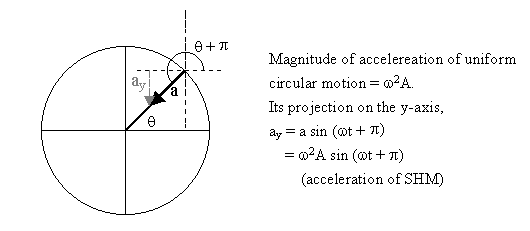 θ + π
a_y
a
θ
Magnitude of accelereation of uniform
circular motion = ω²A.
Its projection on the y-axis,
a_y = a sin (ωt + π)
= ω²A sin (ωt + π)
(acceleration of SHM)